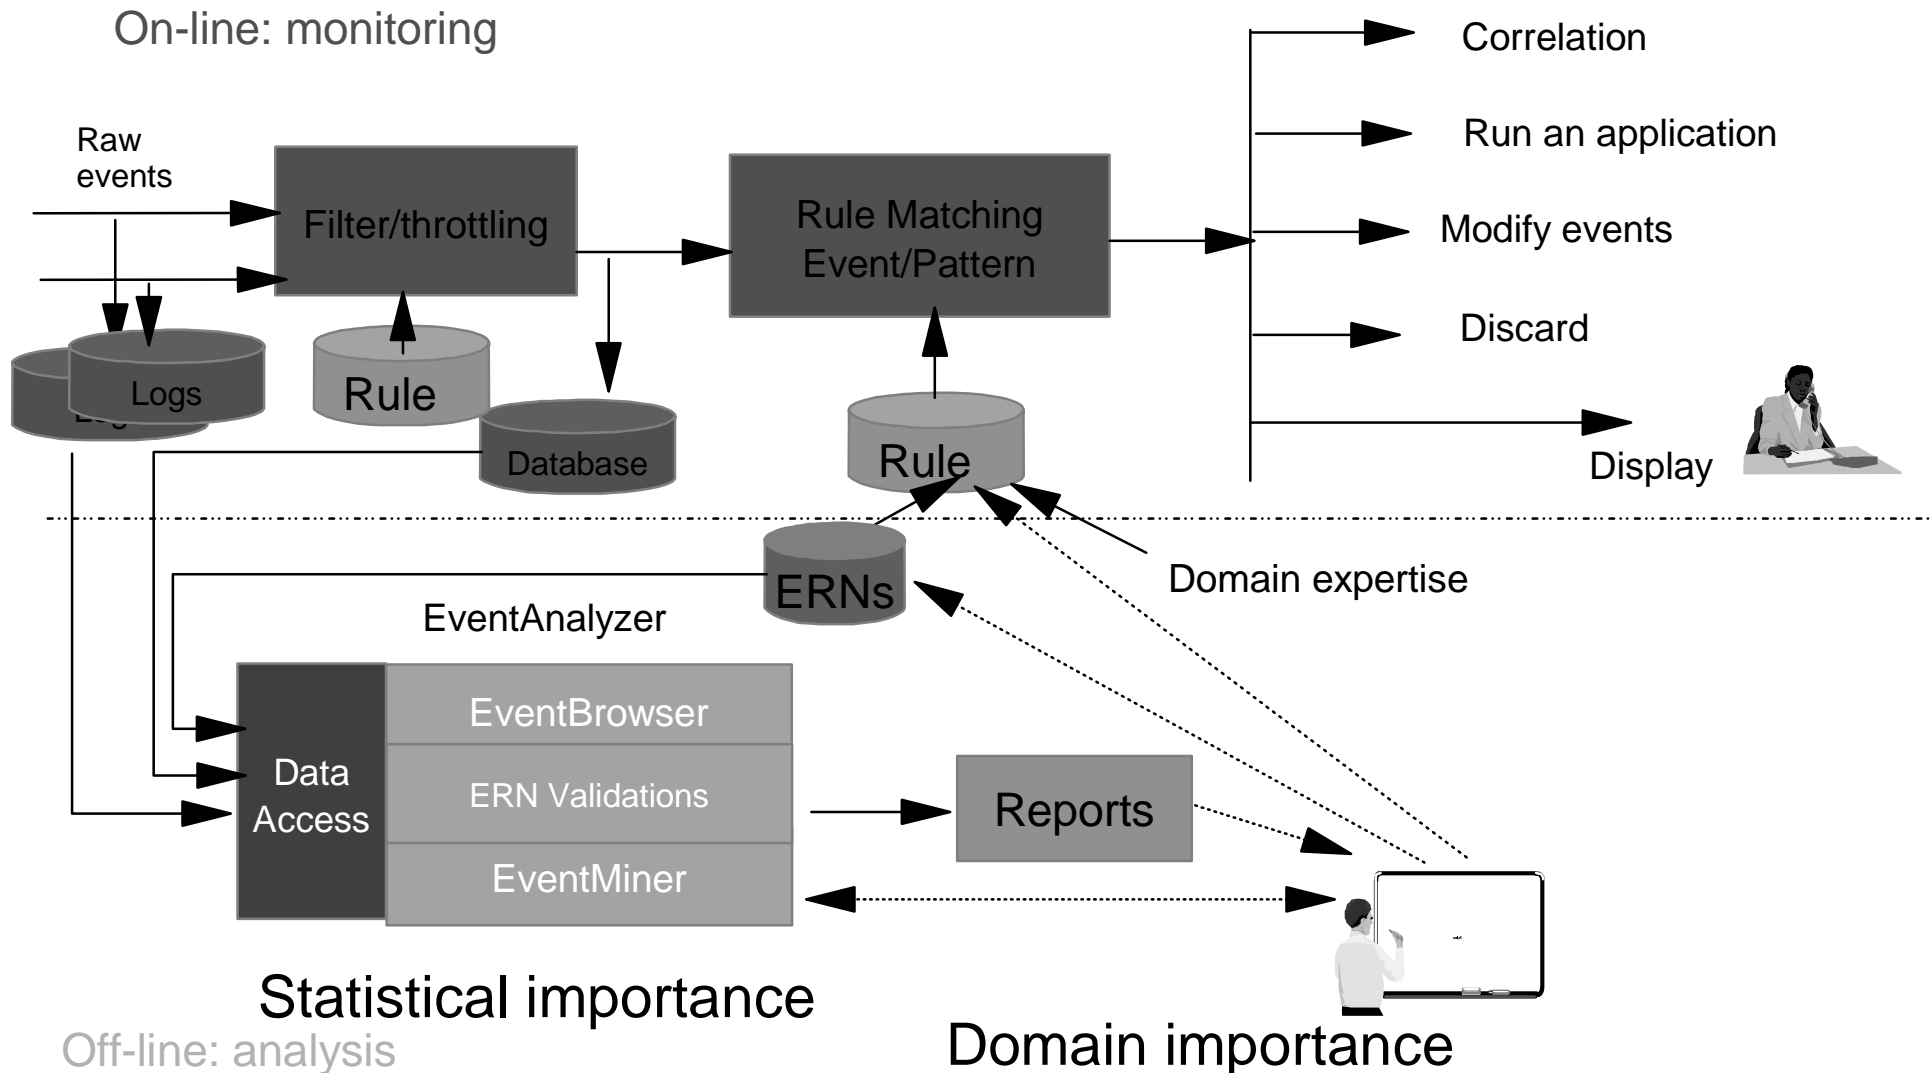 On-line: monitoring
Correlation
Run an application
Modify events
Discard
Display
Raw
events
Filter/throttling
Rule Matching
Event/Pattern
Logs
Log
Rule
Database
Rule
ERNs
Domain expertise
EventAnalyzer
Data
Access
EventBrowser
ERN Validations
EventMiner
Reports
Statistical importance
Domain importance
Off-line: analysis